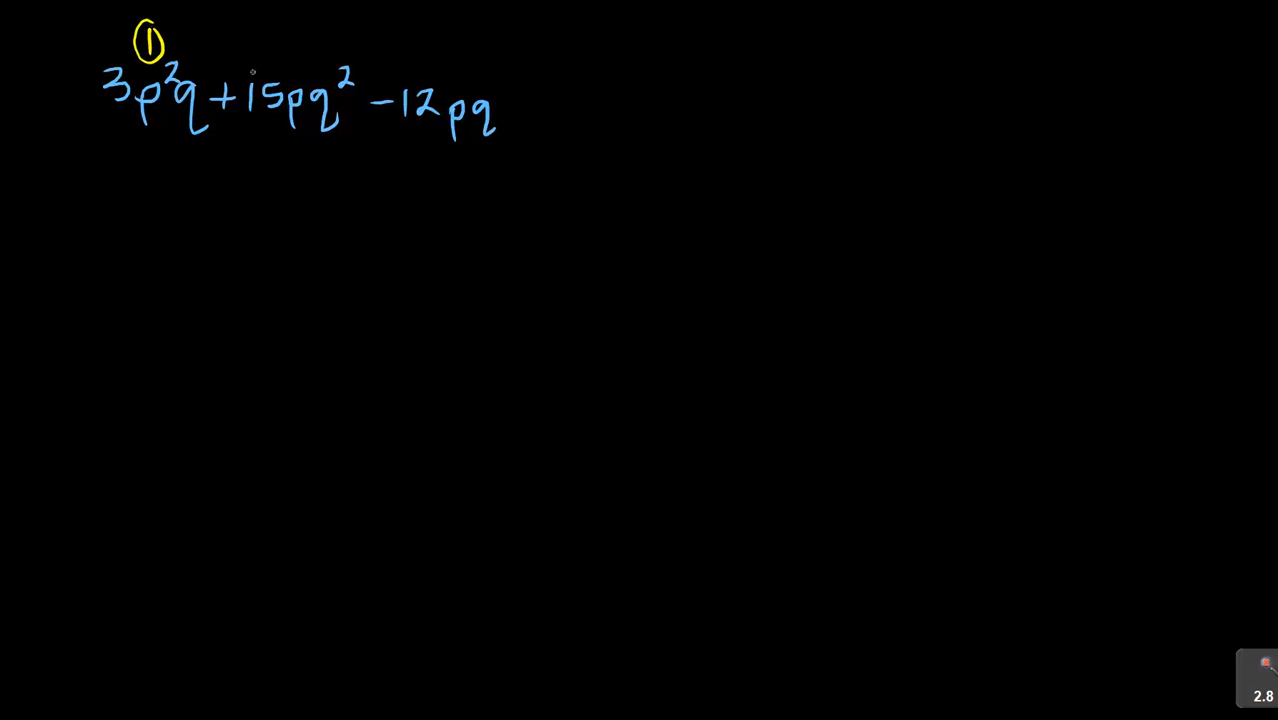 ①
3p²q + 15pq² - 12pq
2.8